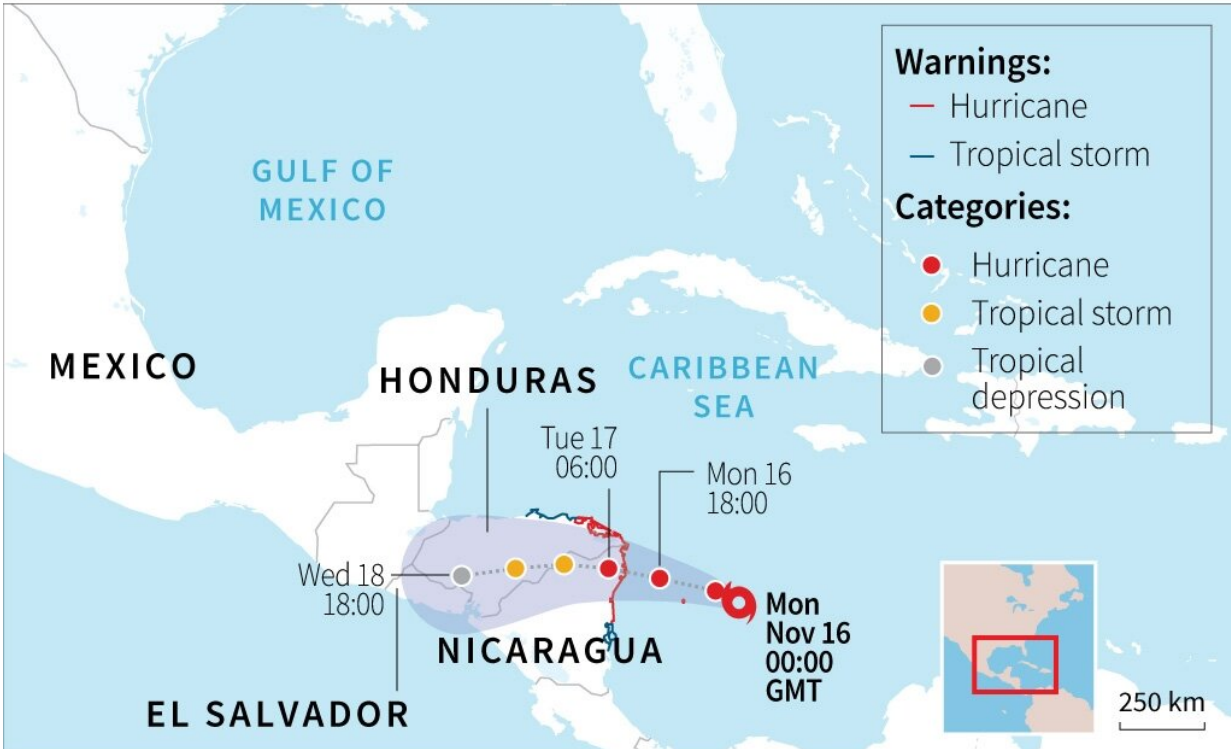 Warnings:
Hurricane
Tropical storm
Categories:
Hurricane
Tropical storm
Tropical
depression
GULF OF
MEXICO
MEXICO
HONDURAS
CARIBBEAN
SEA
Tue 17
06:00
Mon 16
18:00
Wed 18
18:00
Mon
Nov 16
00:00
GMT
NICARAGUA
EL SALVADOR
250 km